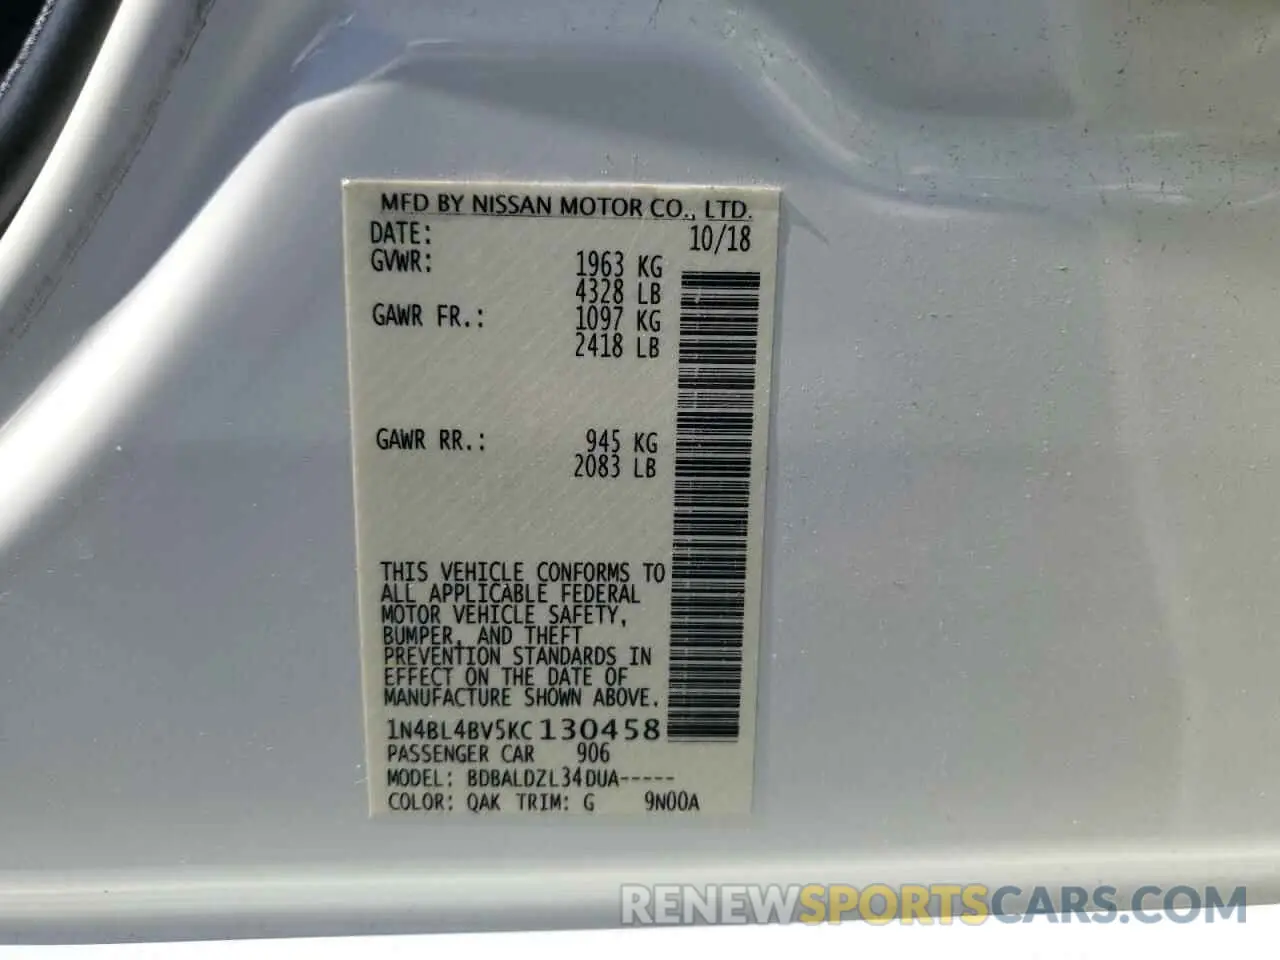 MFD BY NISSAN MOTOR CO., LTD.
DATE: 10/18
GVWR: 1963 KG
4328 LB
GAWR FR.: 1097 KG
2418 LB
GAWR RR.: 945 KG
2083 LB
THIS VEHICLE CONFORMS TO
ALL APPLICABLE FEDERAL
MOTOR VEHICLE SAFETY,
BUMPER, AND THEFT
PREVENTION STANDARDS IN
EFFECT ON THE DATE OF
MANUFACTURE SHOWN ABOVE.
1N4BL4BV5KC130458
PASSENGER CAR 906
MODEL: BDBALDZL34DUA-----
COLOR: QAK TRIM: G 9N00A
RENEWSPORTSCARS.COM